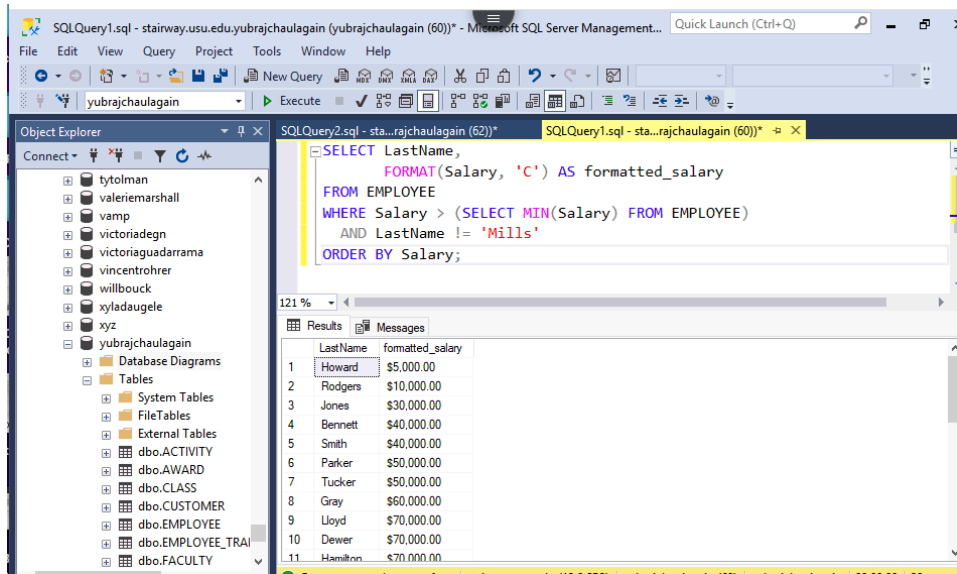 SQLQuery1.sql - stairway.usu.edu.yubrajchaulagain (yubrajchaulagain (60))* - Microsoft SQL Server Management...
Quick Launch (Ctrl+Q)
File Edit View Query Project Tools Window Help
New Query MDX DMX XMLA DAX
yubrajchaulagain Execute
Object Explorer
SQLQuery2.sql - sta...rajchaulagain (62))* SQLQuery1.sql - sta...rajchaulagain (60))*
Connect
tytolman
valeriemarshall
vamp
victoriadegn
victoriaguadarrama
vincentrohrer
willbouck
xyladaugele
xyz
yubrajchaulagain
Database Diagrams
Tables
System Tables
FileTables
External Tables
dbo.ACTIVITY
dbo.AWARD
dbo.CLASS
dbo.CUSTOMER
dbo.EMPLOYEE
dbo.EMPLOYEE_TRAI
dbo.FACULTY
SELECT LastName,
FORMAT(Salary, 'C') AS formatted_salary
FROM EMPLOYEE
WHERE Salary > (SELECT MIN(Salary) FROM EMPLOYEE)
AND LastName != 'Mills'
ORDER BY Salary;
121 %
Results Messages
LastName formatted_salary
1 Howard $5,000.00
2 Rodgers $10,000.00
3 Jones $30,000.00
4 Bennett $40,000.00
5 Smith $40,000.00
6 Parker $50,000.00
7 Tucker $50,000.00
8 Gray $60,000.00
9 Lloyd $70,000.00
10 Dewer $70,000.00
11 Hamilton $70,000.00